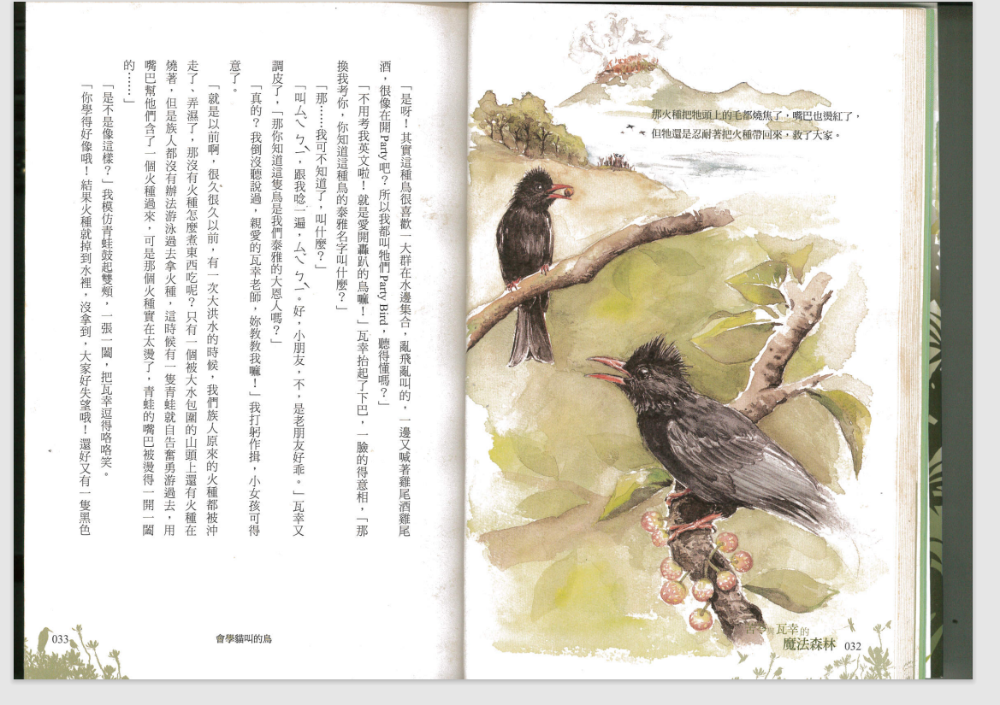 那火種把牠頭上的毛都燒焦了，嘴巴也燙紅了，
但牠還是忍耐著把火種帶回來，救了大家。
瓦幸的
魔法森林 032
「是呀！其實這種鳥很喜歡一大群在水邊集合，亂飛亂叫的，一邊又喊著雞尾酒雞尾
酒，很像在開 Party 吧？所以我都叫牠們 Party Bird，聽得懂嗎？」
「不用考我英文啦！就是愛開轟趴的鳥嘛！」瓦幸抬起了下巴，一臉的得意相，「那
換我考你，你知道這種鳥的泰雅名字叫什麼？」
「那……我可不知道了，叫什麼？」
「叫ㄙㄟˋ ㄅㄧˋ，跟我唸一遍，ㄙㄟˋ ㄅㄧˋ。好，小朋友，不，是老朋友好乖。」瓦幸又
調皮了，「那你知道這隻鳥是我們泰雅的大恩人嗎？」
「真的？我倒沒聽說過，親愛的瓦幸老師，妳教教我嘛！」我打躬作揖，小女孩可得
意了。
「就是以前啊，很久很久以前，有一次大洪水的時候，我們族人原來的火種都被沖
走了、弄濕了，那沒有火種怎麼煮東西吃呢？只有一個被大水包圍的山頭上還有火種在
燒著，但是族人都沒有辦法游泳過去拿火種，這時候有一隻青蛙就自告奮勇游過去，用
嘴巴幫他們含了一個火種過來，可是那個火種實在太燙了，青蛙的嘴巴被燙得一開一闔
的……」
「是不是像這樣？」我模仿青蛙鼓起雙頰，一張一闔，把瓦幸逗得咯咯笑。
「你學得好像哦！結果火種就掉到水裡，沒拿到，大家好失望哦！還好又有一隻黑色
會學貓叫的鳥
033